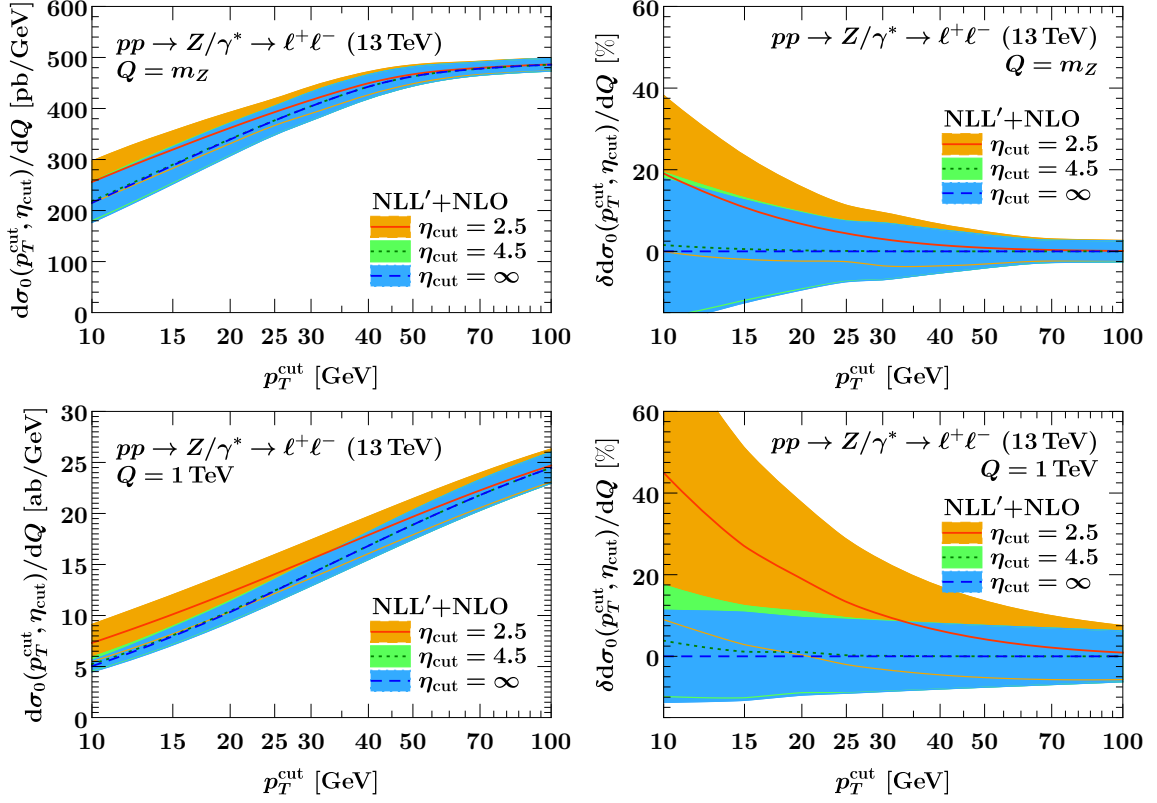 dσ₀(p_T^cut, η_cut)/dQ [pb/GeV]
600
500
400
300
200
100
0
pp → Z/γ* → ℓ⁺ℓ⁻ (13 TeV)
Q = m_Z
NLL′+NLO
η_cut = 2.5
η_cut = 4.5
η_cut = ∞
10 15 20 25 30 40 50 70 100
p_T^cut [GeV]
δdσ₀(p_T^cut, η_cut)/dQ [%]
60
40
20
0
pp → Z/γ* → ℓ⁺ℓ⁻ (13 TeV)
Q = m_Z
NLL′+NLO
η_cut = 2.5
η_cut = 4.5
η_cut = ∞
10 15 20 25 30 40 50 70 100
p_T^cut [GeV]
dσ₀(p_T^cut, η_cut)/dQ [ab/GeV]
30
25
20
15
10
5
0
pp → Z/γ* → ℓ⁺ℓ⁻ (13 TeV)
Q = 1 TeV
NLL′+NLO
η_cut = 2.5
η_cut = 4.5
η_cut = ∞
10 15 20 25 30 40 50 70 100
p_T^cut [GeV]
δdσ₀(p_T^cut, η_cut)/dQ [%]
60
40
20
0
pp → Z/γ* → ℓ⁺ℓ⁻ (13 TeV)
Q = 1 TeV
NLL′+NLO
η_cut = 2.5
η_cut = 4.5
η_cut = ∞
10 15 20 25 30 40 50 70 100
p_T^cut [GeV]